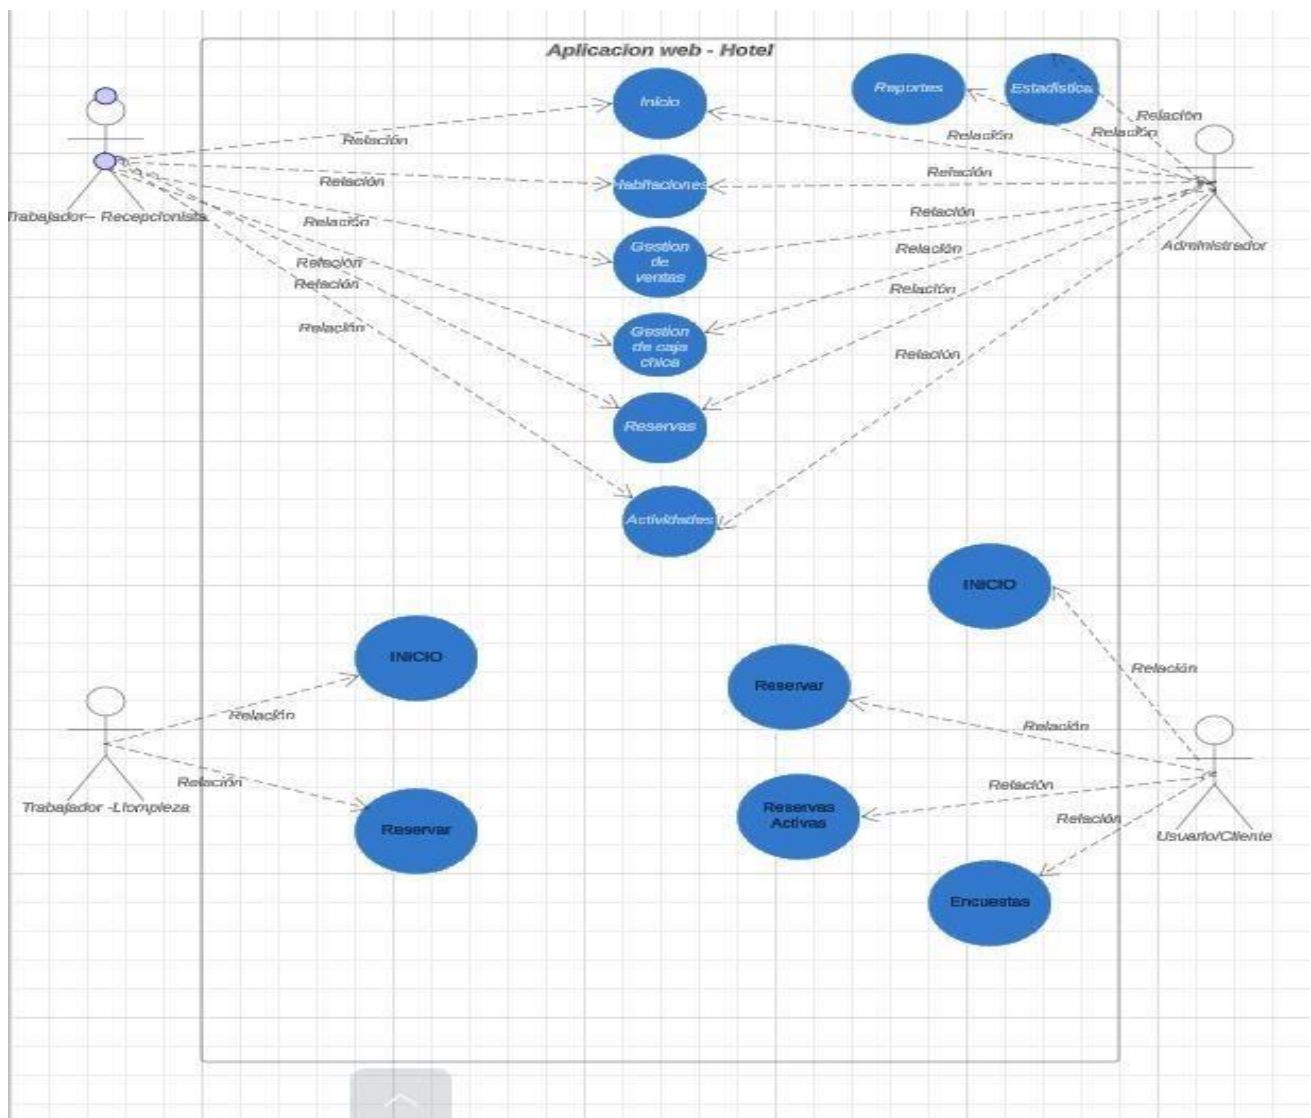 Aplicacion web - Hotel
Inicio
Reportes
Estadística
Relación
Relación
Relación
Relación
Habitaciones
Relación
Relación
Trabajador-- Recepcionista
Relación
Relación
Gestion
de
ventas
Relación
Administrador
Relación
Relación
Relación
Relación
Gestion
de caja
chica
Relación
Reservas
Actividades
INICIO
INICIO
Reservar
Relación
Relación
Relación
Relación
Trabajador -Llompieza
Relación
Reservas
Activas
Relación
Reservar
Usuario/Cliente
Encuestas